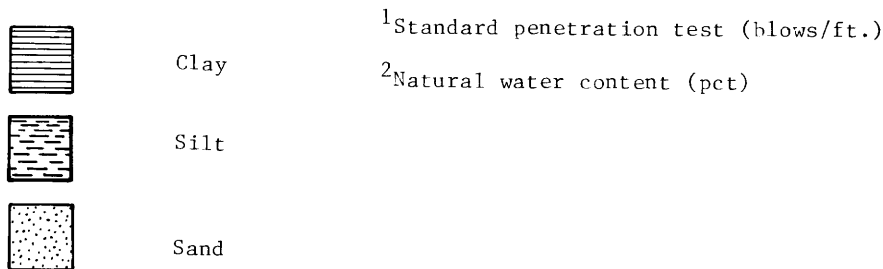 ¹Standard penetration test (blows/ft.)
Clay
²Natural water content (pct)
Silt
Sand